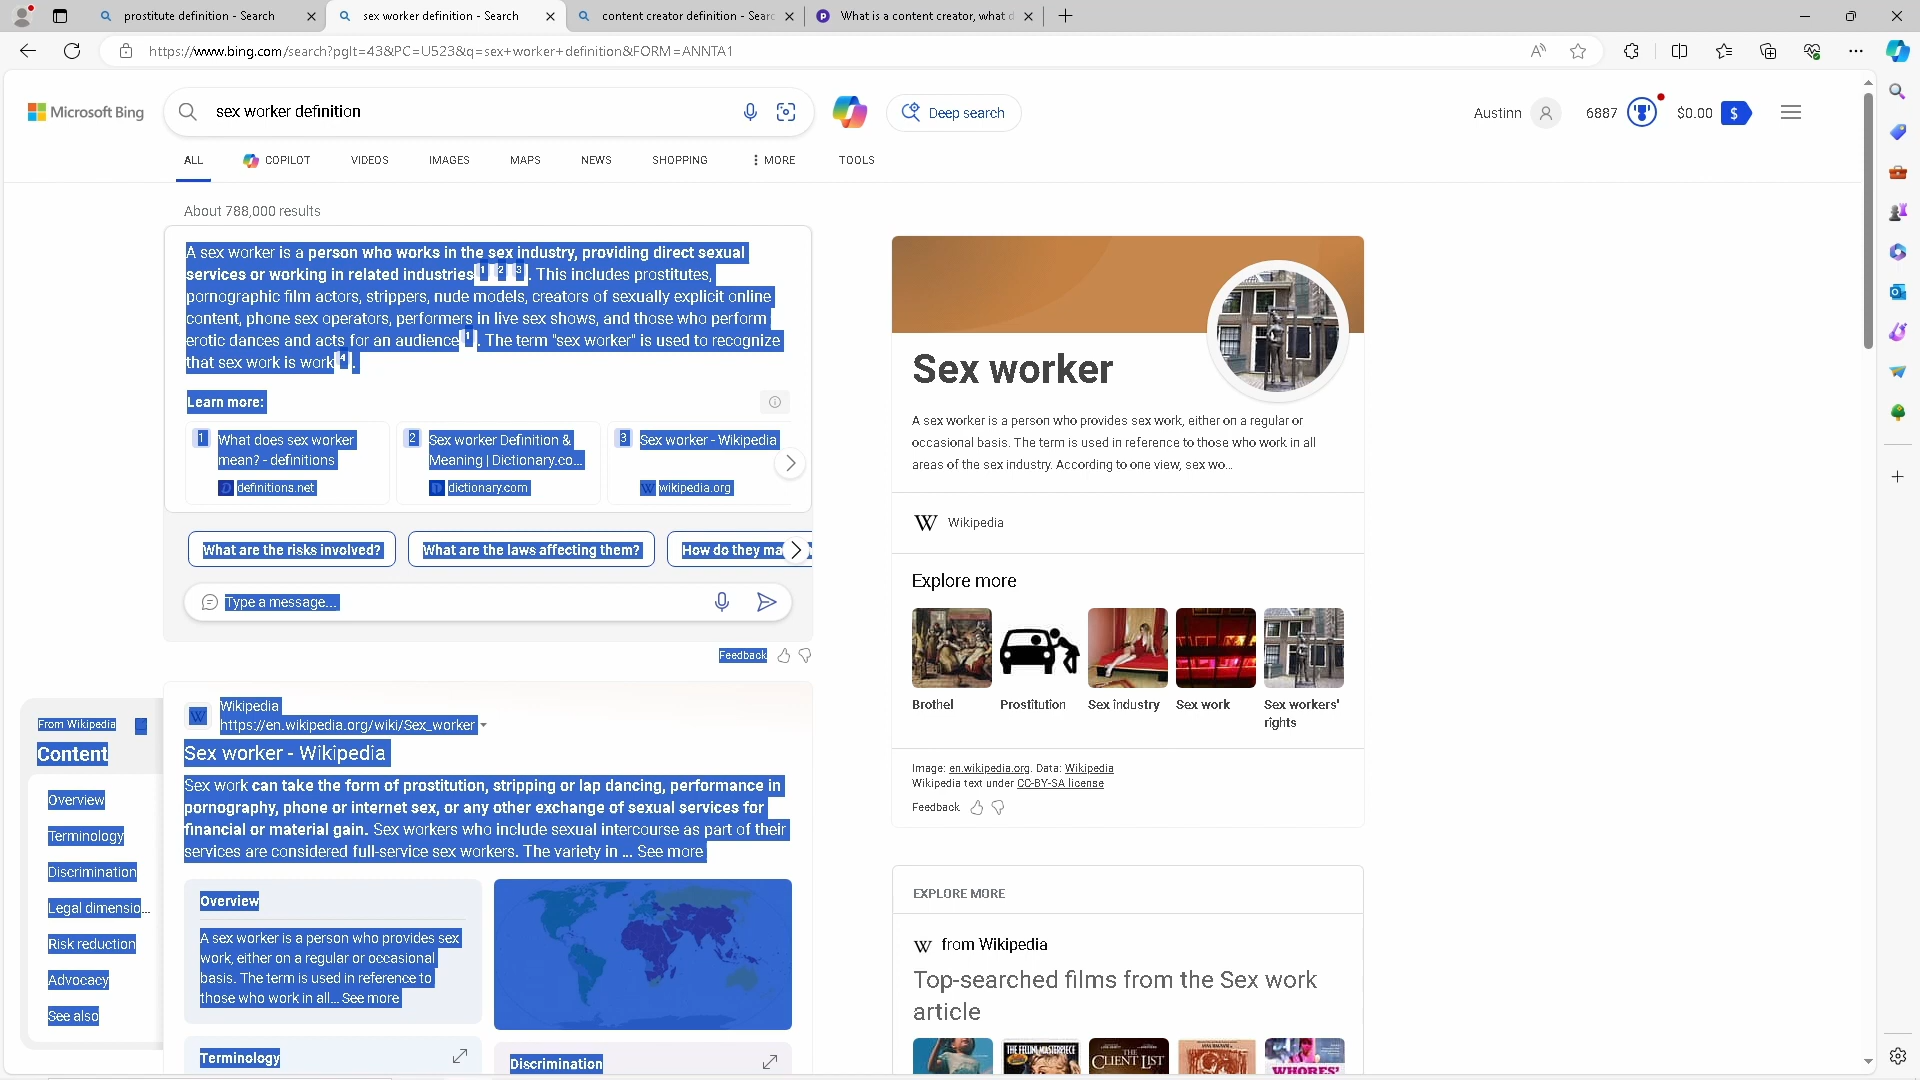 prostitute definition - Search
sex worker definition - Search
content creator definition - Searc
What is a content creator, what d
https://www.bing.com/search?pglt=43&PC=U523&q=sex+worker+definition&FORM=ANNTA1
Microsoft Bing
sex worker definition
Deep search
Austinn
6887
$0.00
$
ALL
COPILOT
VIDEOS
IMAGES
MAPS
NEWS
SHOPPING
MORE
TOOLS
About 788,000 results
A sex worker is a person who works in the sex industry, providing direct sexual
services or working in related industries 1 2 3 . This includes prostitutes,
pornographic film actors, strippers, nude models, creators of sexually explicit online
content, phone sex operators, performers in live sex shows, and those who perform
erotic dances and acts for an audience 1 . The term "sex worker" is used to recognize
that sex work is work 4 .
Learn more:
1 What does sex worker
mean? - definitions
definitions.net
2 Sex worker Definition &
Meaning | Dictionary.co...
dictionary.com
3 Sex worker - Wikipedia
wikipedia.org
What are the risks involved?
What are the laws affecting them?
How do they ma
Type a message...
Feedback
From Wikipedia
Content
Overview
Terminology
Discrimination
Legal dimensio...
Risk reduction
Advocacy
See also
W
Wikipedia
https://en.wikipedia.org/wiki/Sex_worker
Sex worker - Wikipedia
Sex work can take the form of prostitution, stripping or lap dancing, performance in
pornography, phone or internet sex, or any other exchange of sexual services for
financial or material gain. Sex workers who include sexual intercourse as part of their
services are considered full-service sex workers. The variety in ... See more
Overview
A sex worker is a person who provides sex
work, either on a regular or occasional
basis. The term is used in reference to
those who work in all... See more
Terminology
Discrimination
Sex worker
A sex worker is a person who provides sex work, either on a regular or
occasional basis. The term is used in reference to those who work in all
areas of the sex industry. According to one view, sex wo...
W Wikipedia
Explore more
Brothel
Prostitution
Sex industry
Sex work
Sex workers'
rights
Image: en.wikipedia.org. Data: Wikipedia
Wikipedia text under CC-BY-SA license
Feedback
EXPLORE MORE
W from Wikipedia
Top-searched films from the Sex work
article
THE FELLINI MASTERPIECE
THE
CLIENT LIST
WHORES'